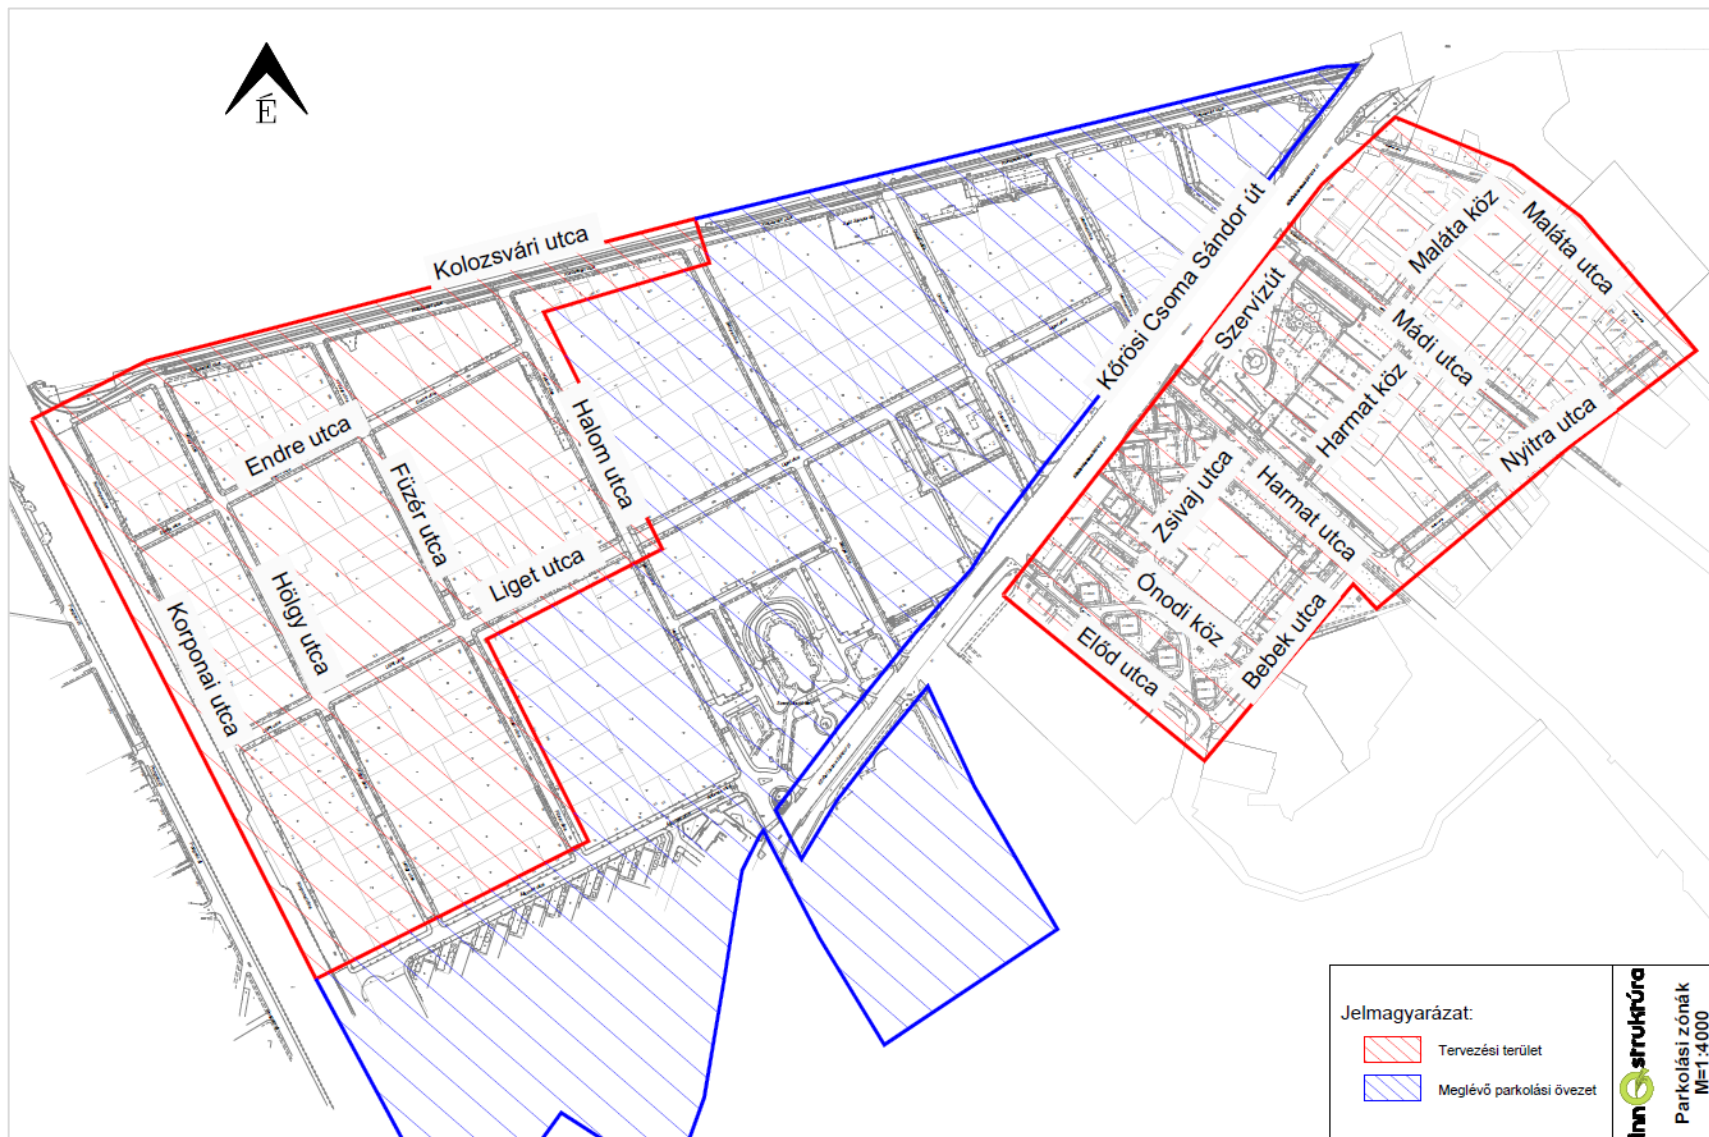 É
Kolozsvári utca
Endre utca
Füzér utca
Halom utca
Liget utca
Hölgy utca
Korponai utca
Kőrösi Csoma Sándor út
Szervízút
Maláta köz
Maláta utca
Mádi utca
Harmat köz
Nyitra utca
Zsivaj utca
Harmat utca
Ónodi köz
Bebek utca
Előd utca
Jelmagyarázat:
Tervezési terület
Meglévő parkolási övezet
innostruktúra
Parkolási zónák
M=1:4000